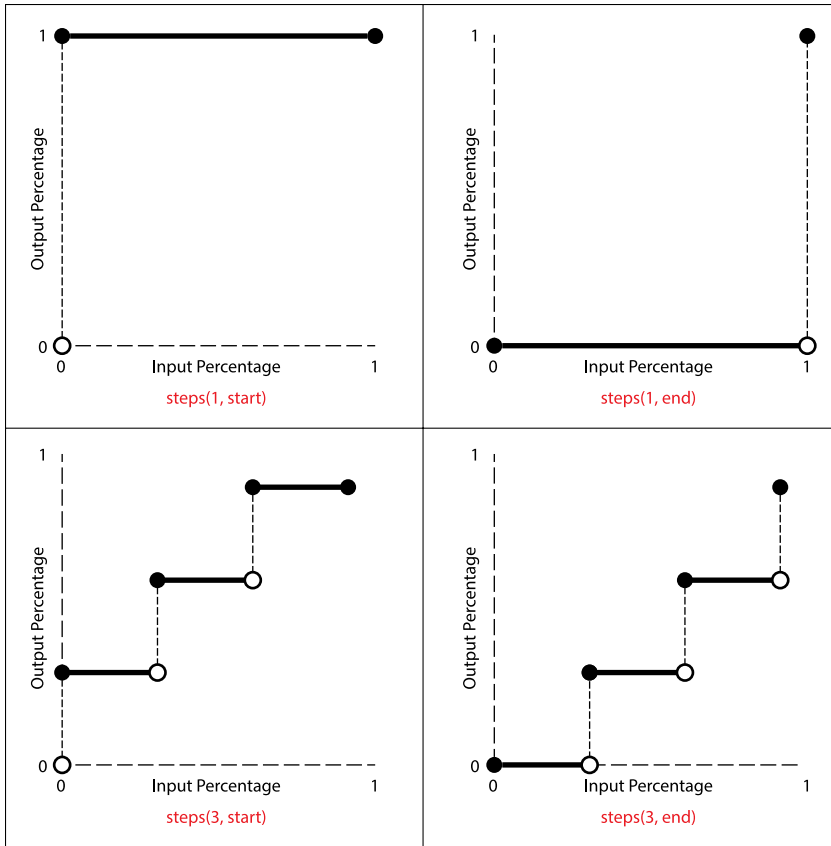 1
Output Percentage
0
0
Input Percentage
1
steps(1, start)
1
Output Percentage
0
0
Input Percentage
1
steps(1, end)
1
Output Percentage
0
0
Input Percentage
1
steps(3, start)
1
Output Percentage
0
0
Input Percentage
1
steps(3, end)